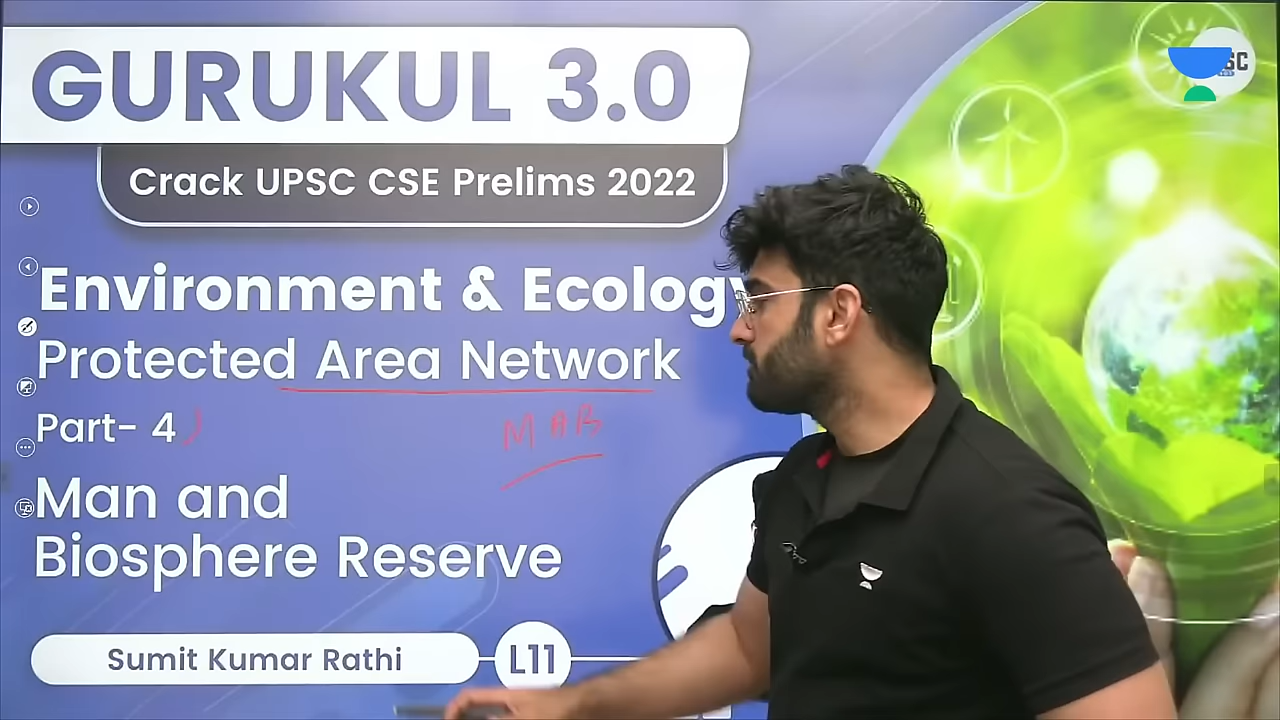 GURUKUL 3.0
Crack UPSC CSE Prelims 2022
Environment & Ecology
Protected Area Network
Part- 4
MAB
Man and
Biosphere Reserve
Sumit Kumar Rathi
L11